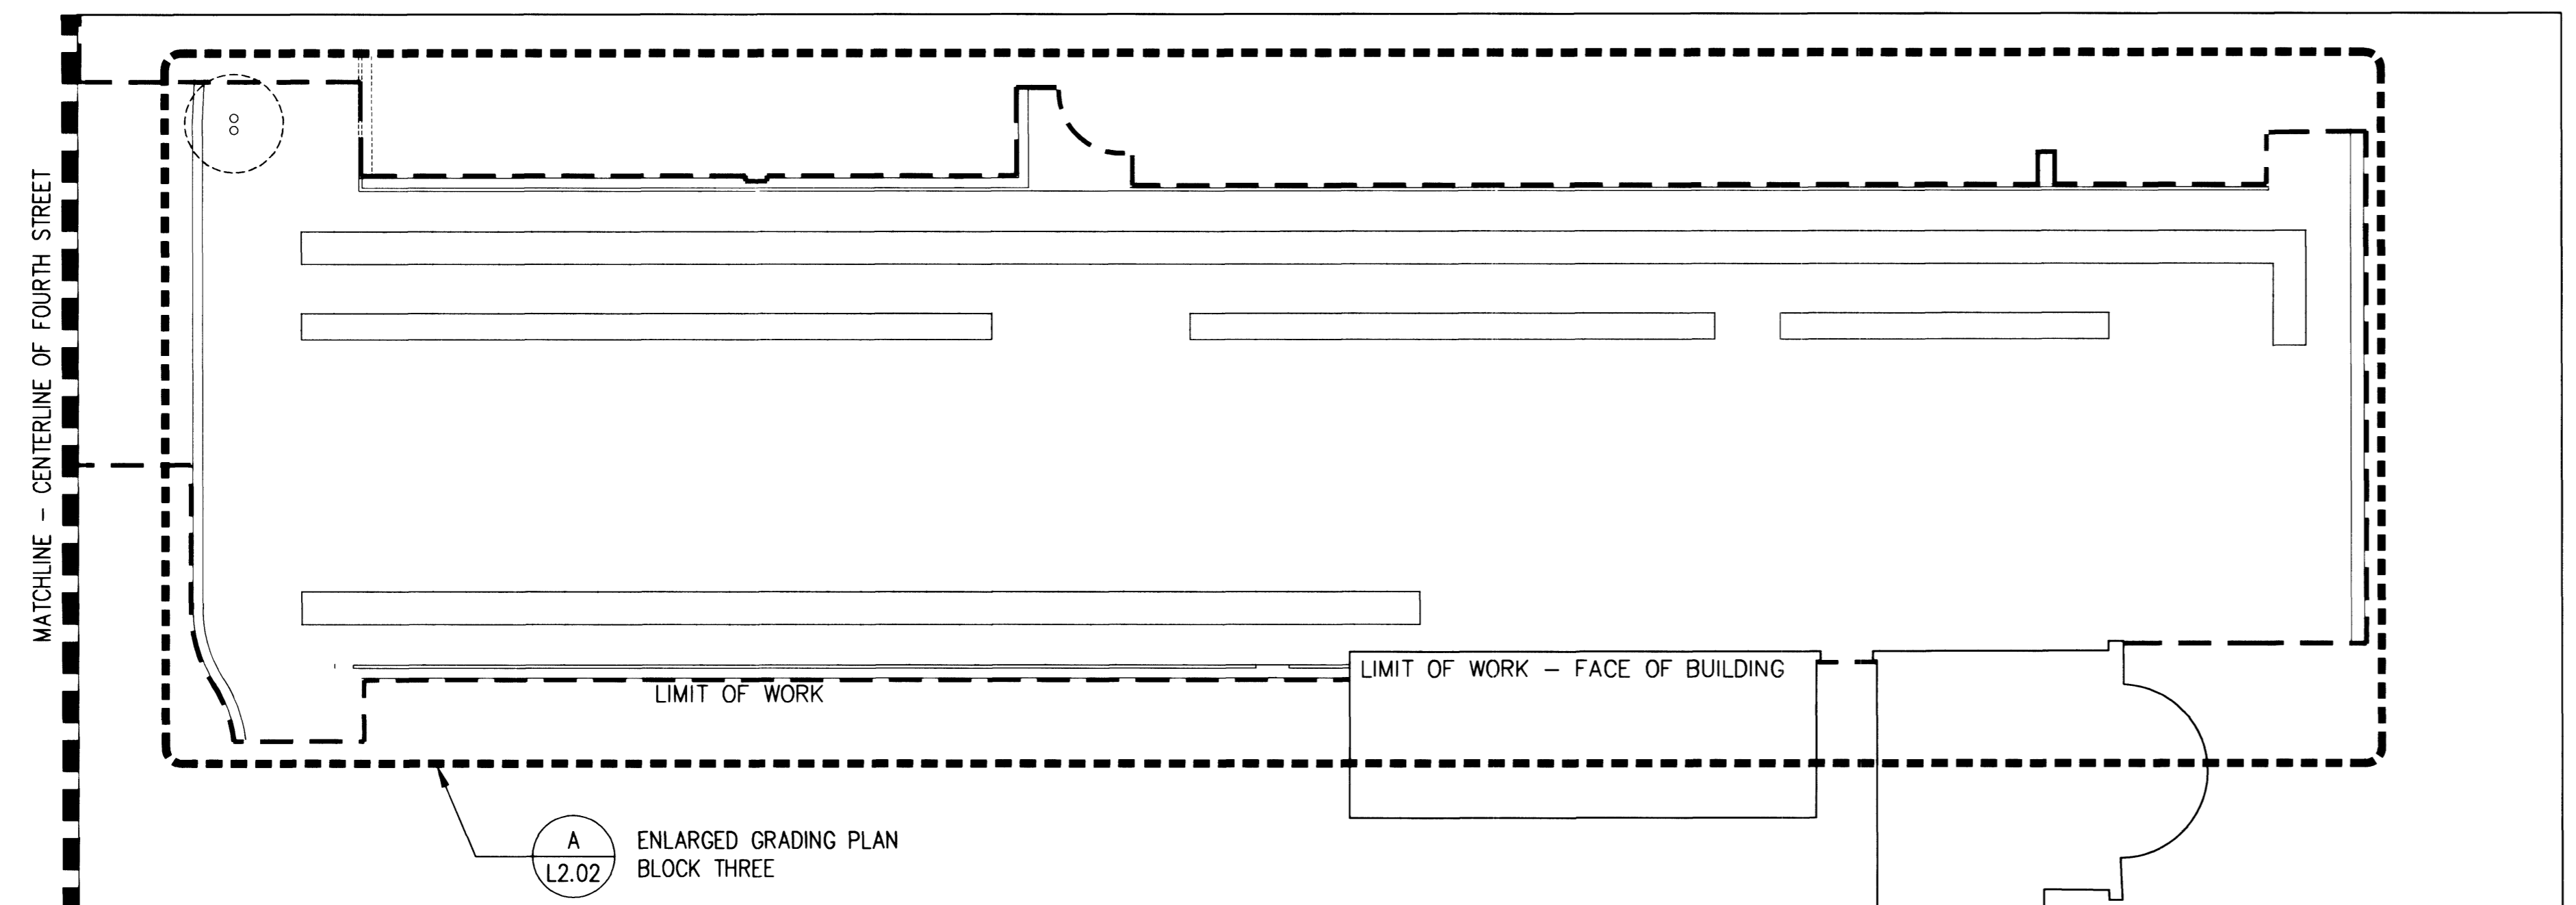 MATCHLINE - CENTERLINE OF FOURTH STREET
LIMIT OF WORK - FACE OF BUILDING
LIMIT OF WORK
A
L2.02
ENLARGED GRADING PLAN
BLOCK THREE